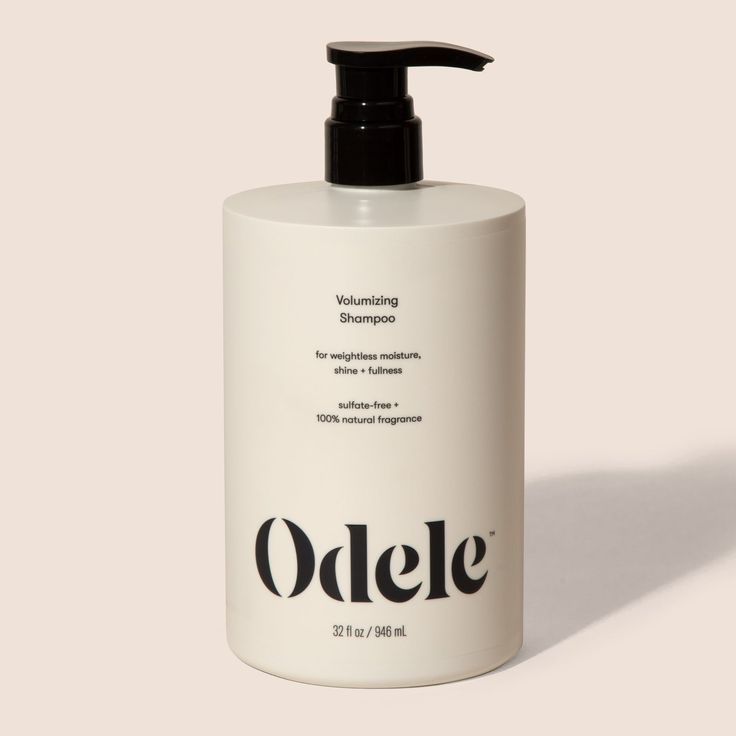 Volumizing
Shampoo
for weightless moisture,
shine + fullness
sulfate-free +
100% natural fragrance
Odele™
32 fl oz / 946 mL